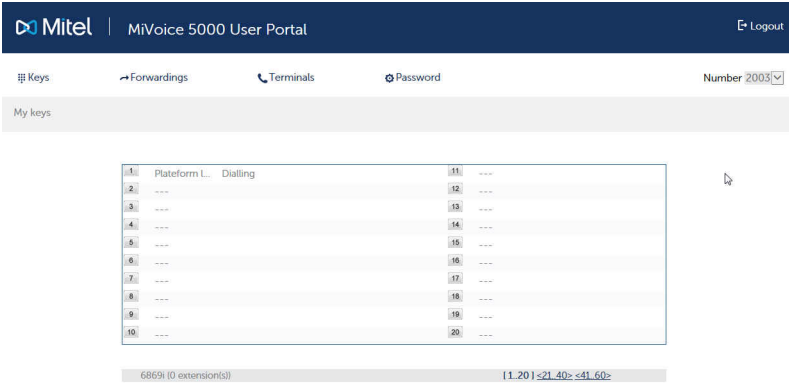 Mitel | MiVoice 5000 User Portal
Logout
Keys Forwardings Terminals Password Number 2003
My keys
1 Plateform l... Dialling 11 ---
2 --- 12 ---
3 --- 13 ---
4 --- 14 ---
5 --- 15 ---
6 --- 16 ---
7 --- 17 ---
8 --- 18 ---
9 --- 19 ---
10 --- 20 ---
6869i (0 extension(s)) [ 1..20 ] <21..40> <41..60>